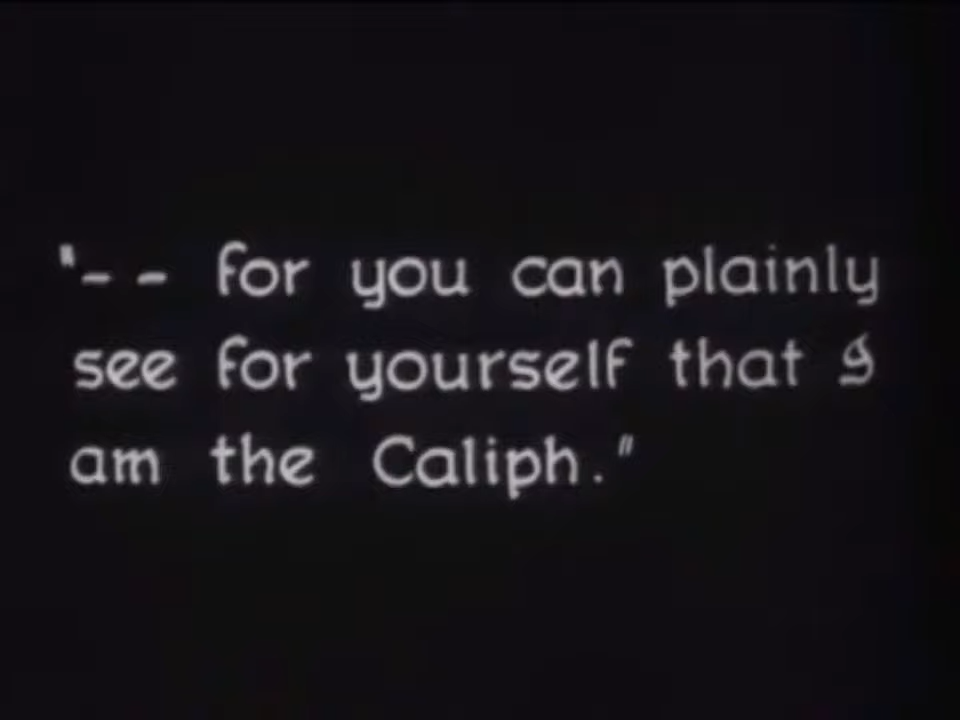 "-- for you can plainly
see for yourself that I
am the Caliph."